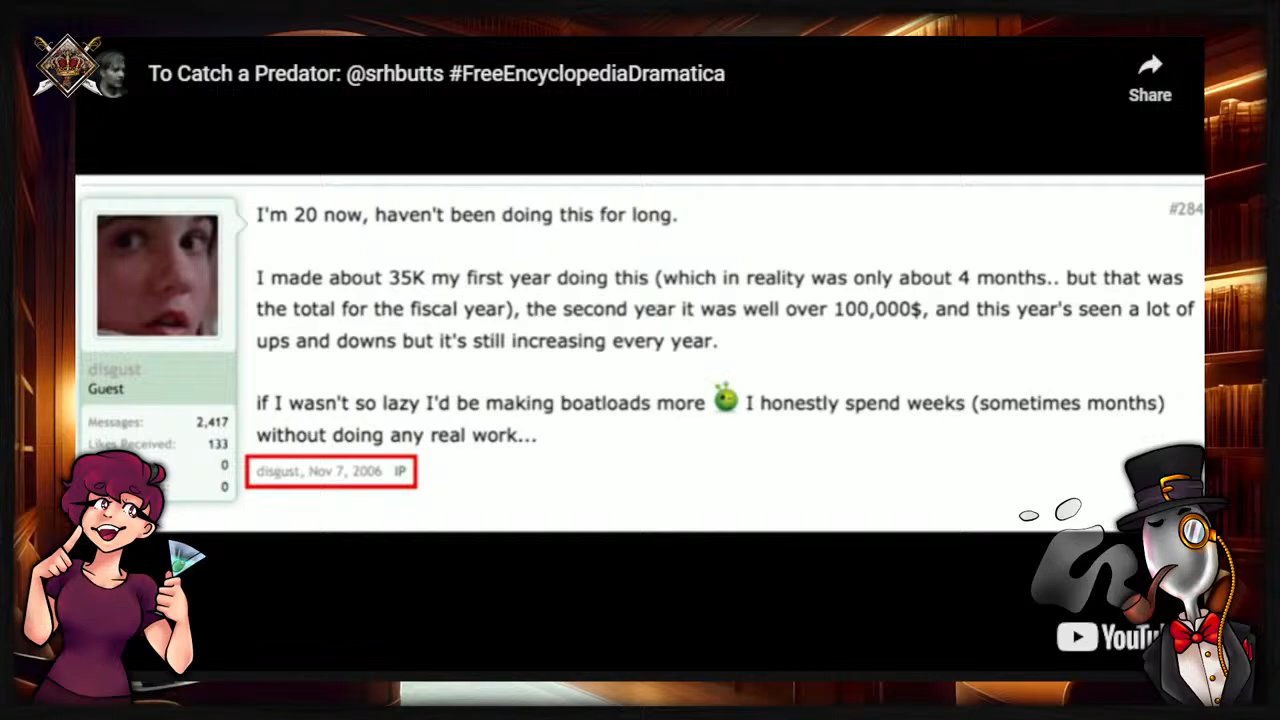 To Catch a Predator: @srhbutts #FreeEncyclopediaDramatica
Share
I'm 20 now, haven't been doing this for long.
#284
I made about 35K my first year doing this (which in reality was only about 4 months.. but that was
the total for the fiscal year), the second year it was well over 100,000$, and this year's seen a lot of
ups and downs but it's still increasing every year.
if I wasn't so lazy I'd be making boatloads more I honestly spend weeks (sometimes months)
without doing any real work...
disgust, Nov 7, 2006 IP
disgust
Guest
Messages: 2,417
Likes Received: 133
0
0
YouTu